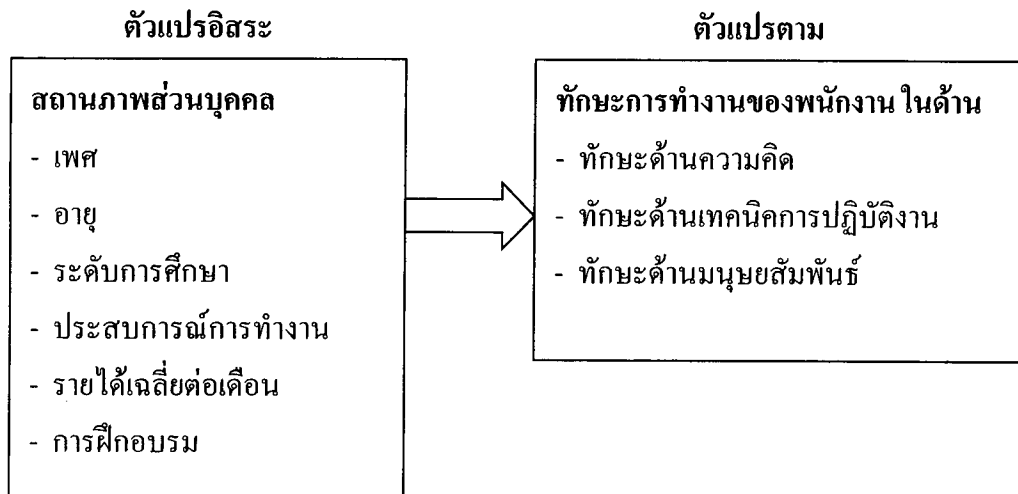 ตัวแปรอิสระ
สถานภาพส่วนบุคคล
- เพศ
- อายุ
- ระดับการศึกษา
- ประสบการณ์การทำงาน
- รายได้เฉลี่ยต่อเดือน
- การฝึกอบรม
ตัวแปรตาม
ทักษะการทำงานของพนักงาน ในด้าน
- ทักษะด้านความคิด
- ทักษะด้านเทคนิคการปฏิบัติงาน
- ทักษะด้านมนุษยสัมพันธ์